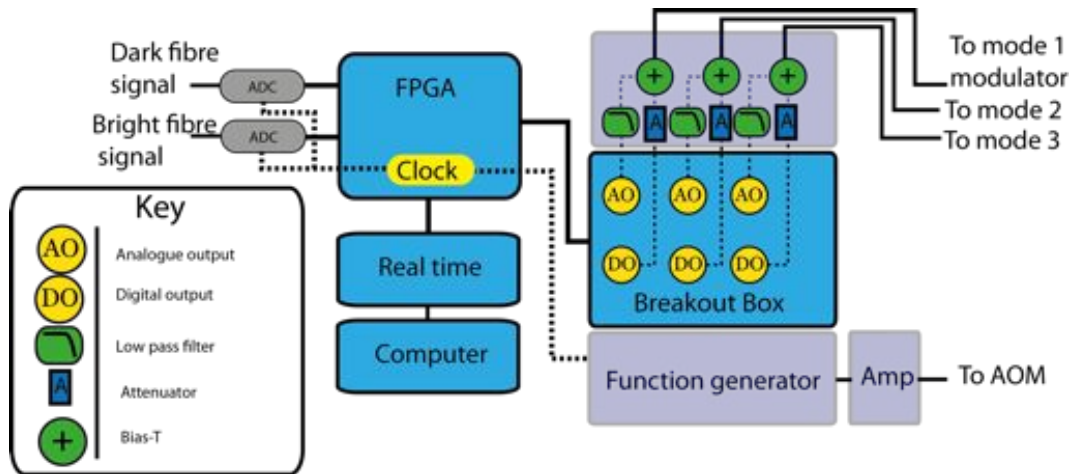 Dark fibre
signal
ADC
Bright fibre
signal
ADC
FPGA
Clock
Real time
Computer
To mode 1
modulator
To mode 2
To mode 3
+ + +
A A A
AO AO AO
DO DO DO
Breakout Box
Function generator
Amp
To AOM
Key
AO Analogue output
DO Digital output
Low pass filter
A Attenuator
+ Bias-T